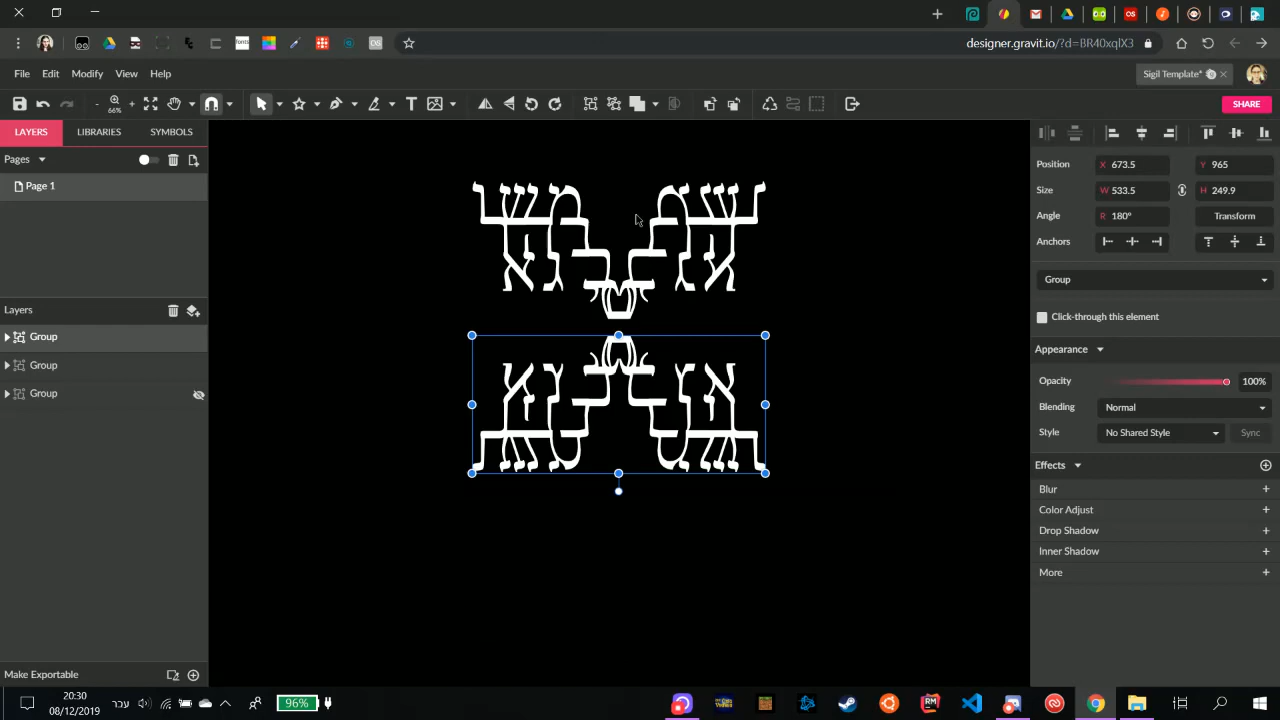 designer.gravit.io/?d=BR40xqlX3
File Edit Modify View Help
Sigil Template*
66%
SHARE
LAYERS LIBRARIES SYMBOLS
Pages
Page 1
Layers
Group
Group
Group
Make Exportable
Position X 673.5 Y 965
Size W 533.5 H 249.9
Angle R 180° Transform
Anchors
Group
Click-through this element
Appearance
Opacity 100%
Blending Normal
Style No Shared Style Sync
Effects
Blur
Color Adjust
Drop Shadow
Inner Shadow
More
20:30
08/12/2019
עבר
96%